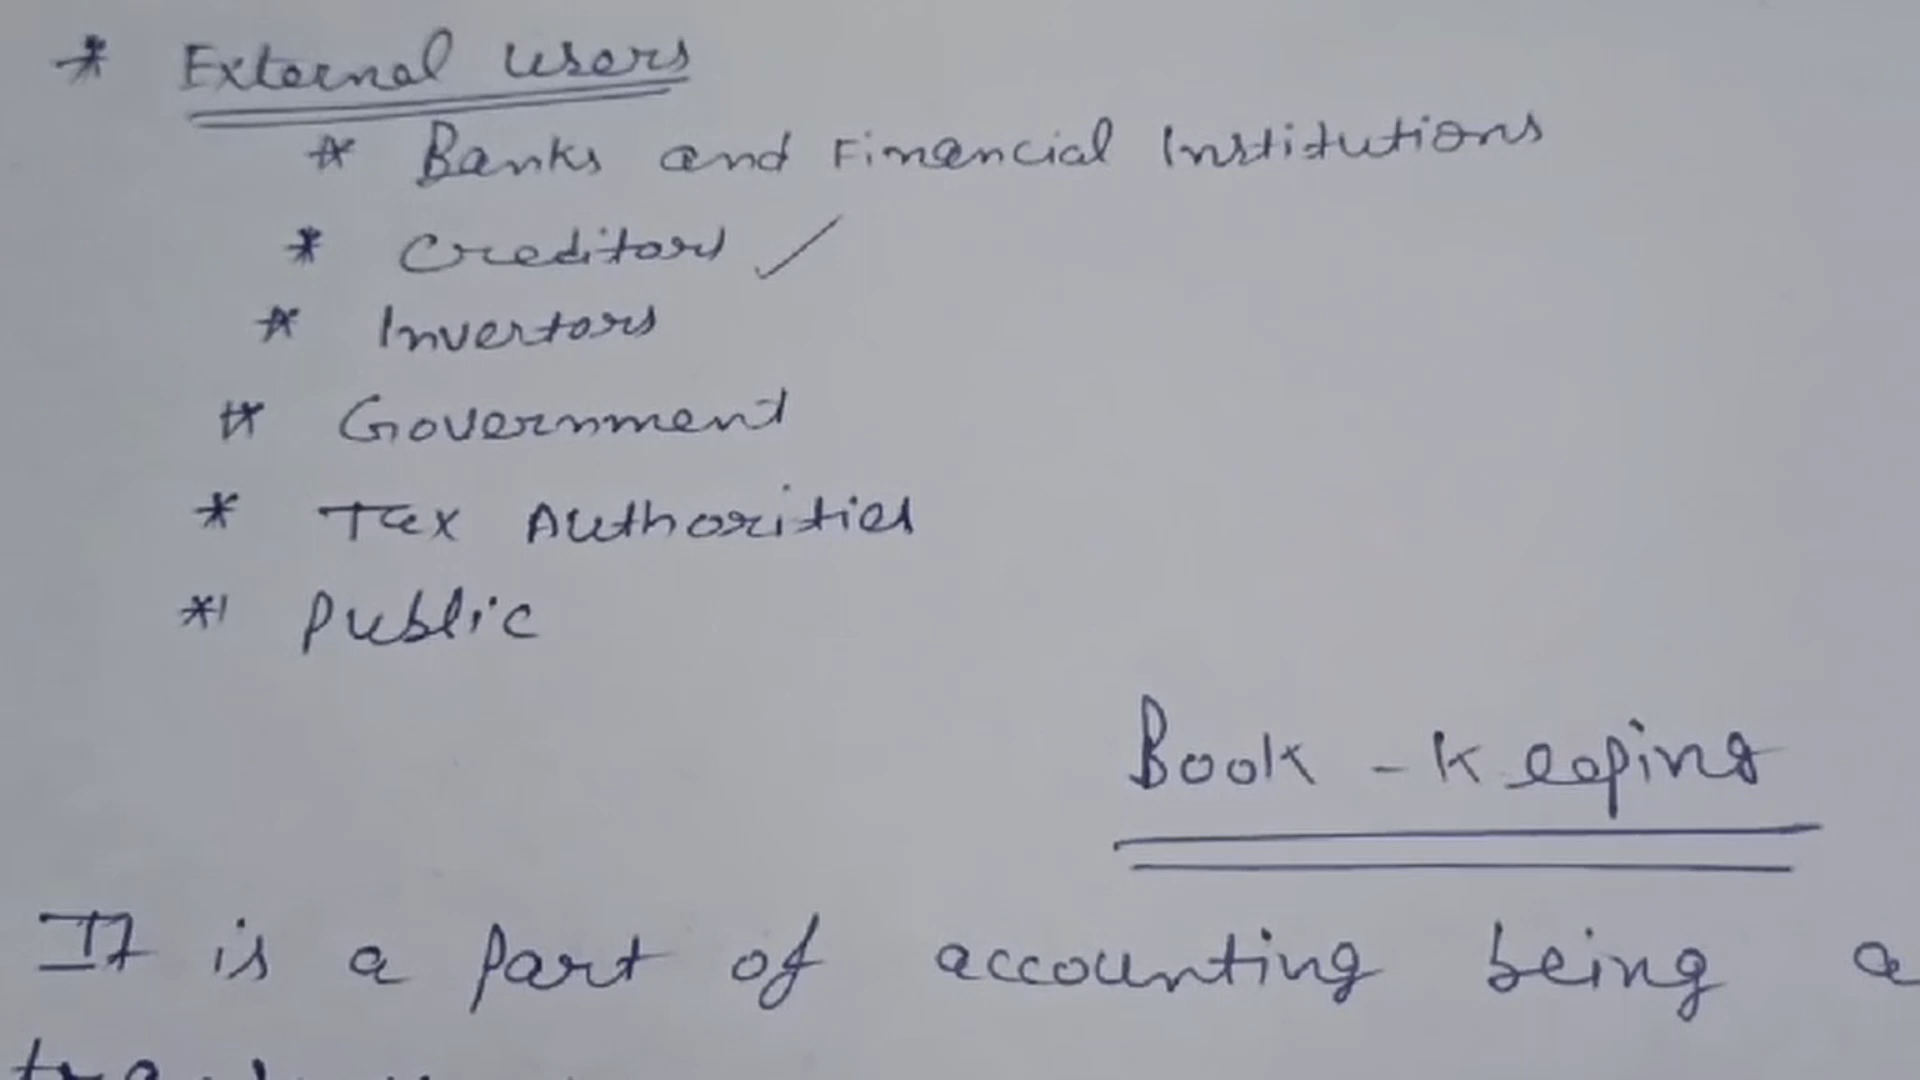 * External users
* Banks and Financial Institutions
* Creditors ✓
* Invertors
* Government
* Tax Authorities
* Public
Book - Keeping
It is a part of accounting being a